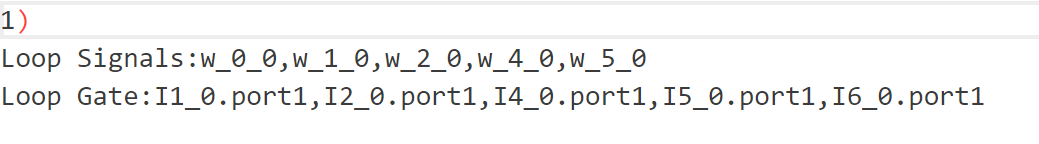 1)
Loop Signals:w_0_0,w_1_0,w_2_0,w_4_0,w_5_0
Loop Gate:I1_0.port1,I2_0.port1,I4_0.port1,I5_0.port1,I6_0.port1